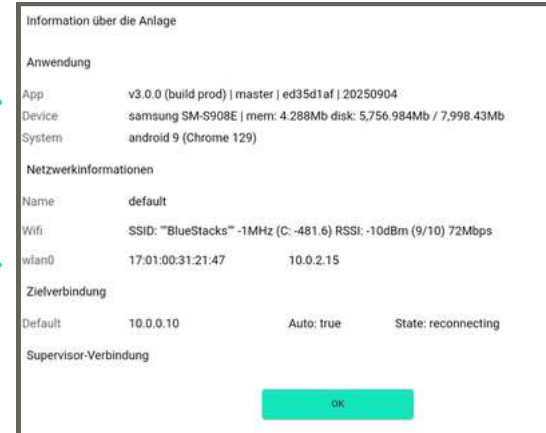 Information über die Anlage
Anwendung
App v3.0.0 (build prod) | master | ed35d1af | 20250904
Device samsung SM-S908E | mem: 4.288Mb disk: 5,756.984Mb / 7,998.43Mb
System android 9 (Chrome 129)
Netzwerkinformationen
Name default
Wifi SSID: ""BlueStacks"" -1MHz (C: -481.6) RSSI: -10dBm (9/10) 72Mbps
wlan0 17:01:00:31:21:47 10.0.2.15
Zielverbindung
Default 10.0.0.10 Auto: true State: reconnecting
Supervisor-Verbindung
OK